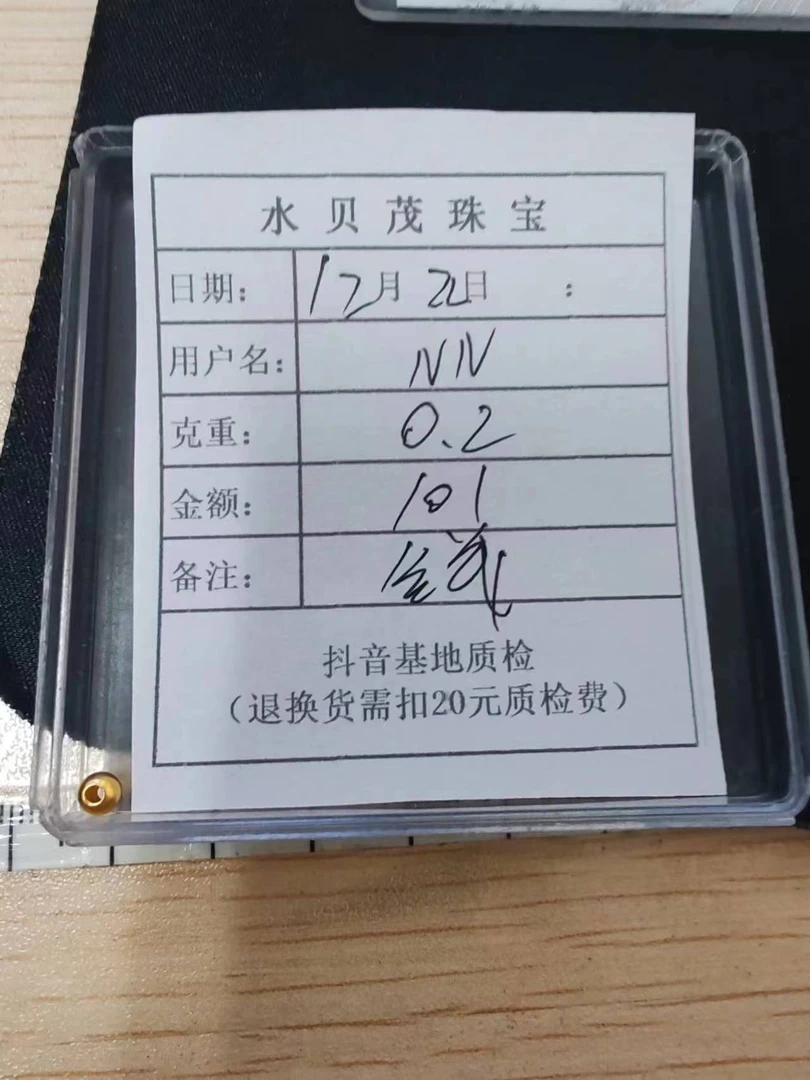 水贝茂珠宝
日期: 12月22日 :
用户名: NN
克重: 0.2
金额: 101
备注:
抖音基地质检
(退换货需扣20元质检费)